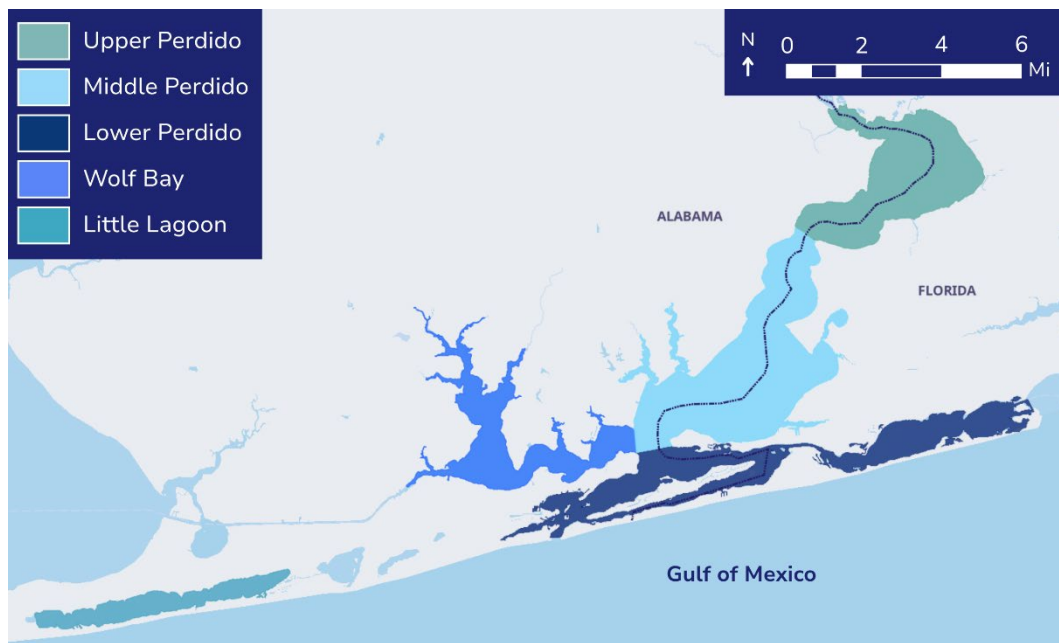 Upper Perdido
Middle Perdido
Lower Perdido
Wolf Bay
Little Lagoon
N
0 2 4 6
Mi
ALABAMA
FLORIDA
Gulf of Mexico